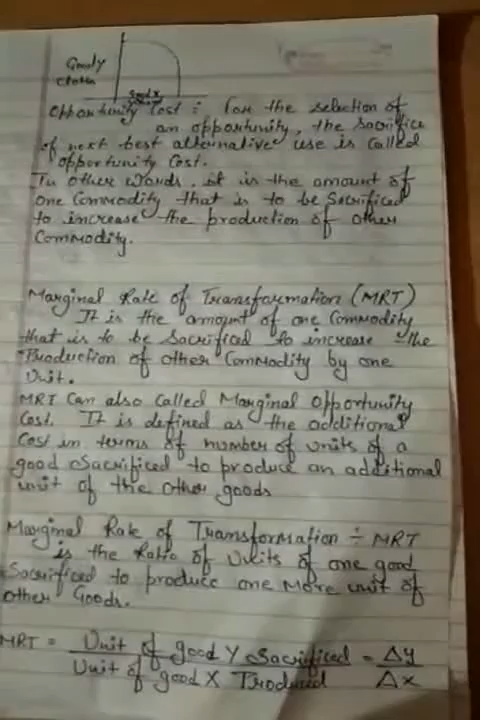 Good y
Good X
Opportunity Cost : For the selection of
an opportunity, the sacrifice
of next best alternative use is called
opportunity Cost.
In other words, it is the amount of
one Commodity that is to be sacrificed
to increase the production of other
Commodity.
Marginal Rate of Transformation (MRT)
It is the amount of one Commodity
that is to be sacrificed to increase the
Production of other Commodity by one
Unit.
MRT Can also called Marginal Opportunity
Cost. It is defined as the additional
Cost in terms of number of units of a
good sacrificed to produce an additional
unit of the other goods
Marginal Rate of Transformation ÷ MRT
is the Ratio of Units of one good
Sacrificed to produce one more unit of
other Goods.
MRT = Unit of good Y sacrificed = Δy
Unit of good X Produced Δx